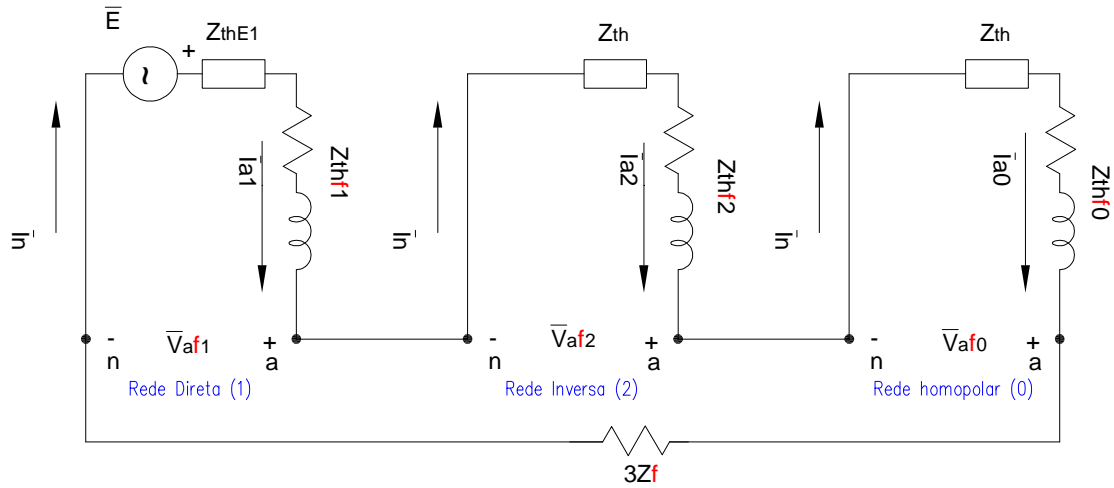 E
+
ZthE1
Zth
Zth
Ia1
Zthf1
Ia2
Zthf2
Ia0
Zthf0
In
In
In
- Vaf1 +
n a
Rede Direta (1)
- Vaf2 +
n a
Rede Inversa (2)
- Vaf0 +
n a
Rede homopolar (0)
3Zf